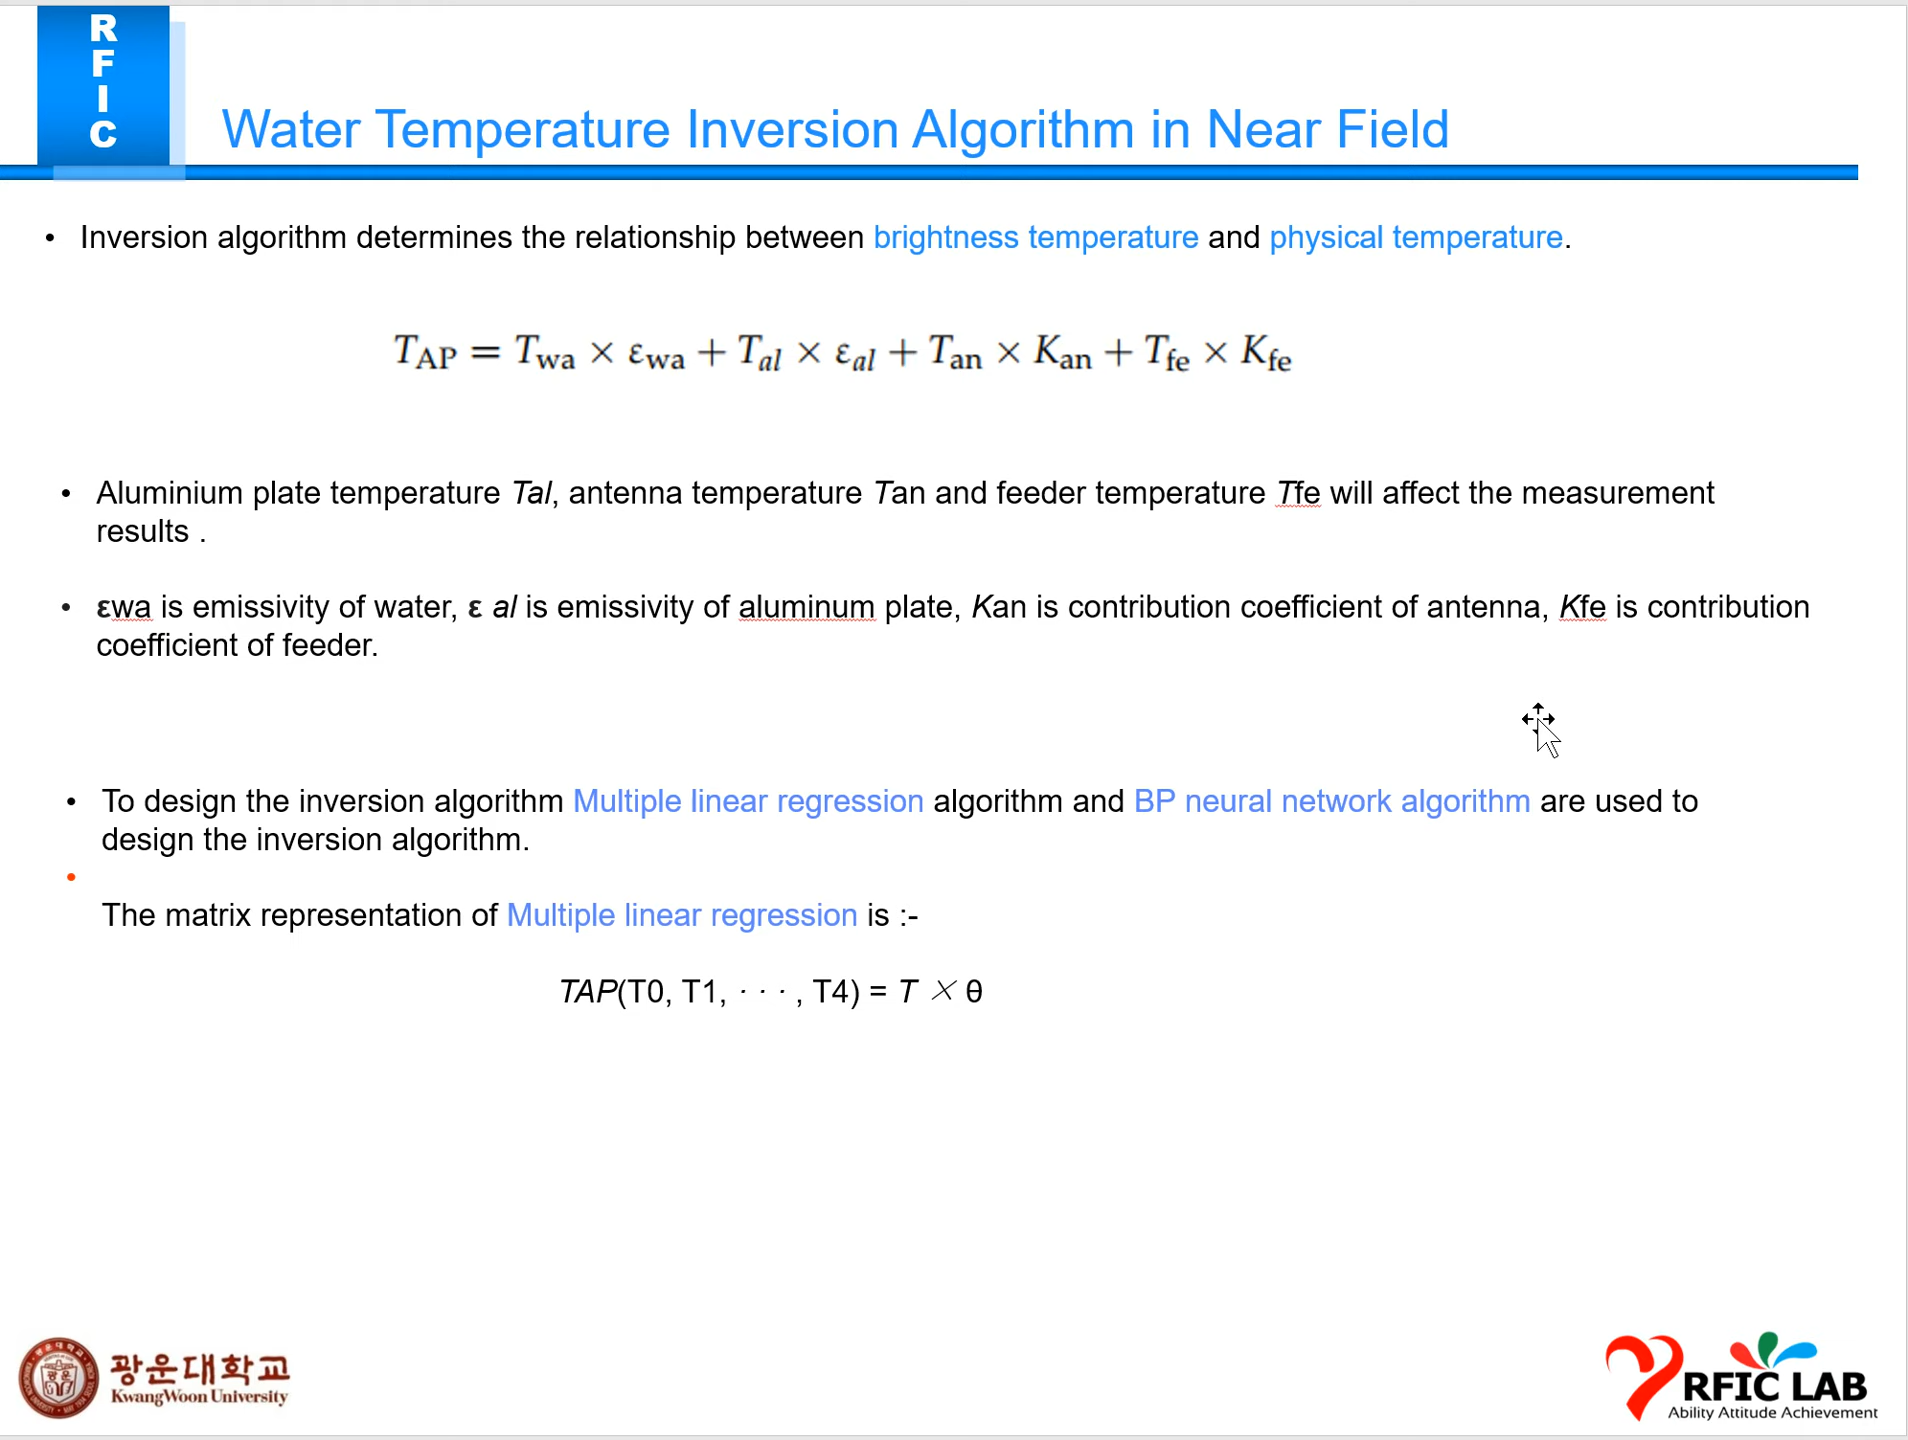 R
F
I
C
Water Temperature Inversion Algorithm in Near Field
• Inversion algorithm determines the relationship between brightness temperature and physical temperature.
T_AP = T_wa × ε_wa + T_al × ε_al + T_an × K_an + T_fe × K_fe
• Aluminium plate temperature Tal, antenna temperature Tan and feeder temperature Tfe will affect the measurement
results .
• εwa is emissivity of water, ε al is emissivity of aluminum plate, Kan is contribution coefficient of antenna, Kfe is contribution
coefficient of feeder.
• To design the inversion algorithm Multiple linear regression algorithm and BP neural network algorithm are used to
design the inversion algorithm.
•
The matrix representation of Multiple linear regression is :-
TAP(T0, T1, · · · , T4) = T × θ
광운대학교
KwangWoon University
RFIC LAB
Ability Attitude Achievement